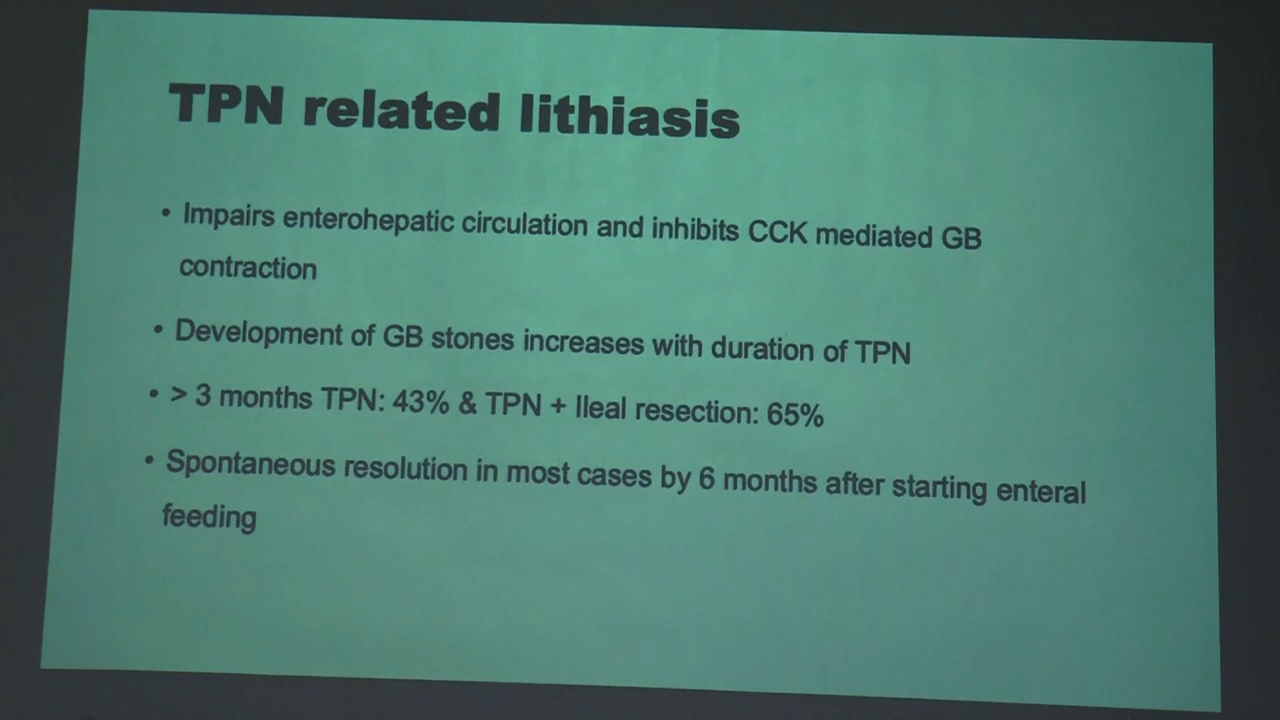 TPN related lithiasis
• Impairs enterohepatic circulation and inhibits CCK mediated GB
contraction
• Development of GB stones increases with duration of TPN
• > 3 months TPN: 43% & TPN + Ileal resection: 65%
• Spontaneous resolution in most cases by 6 months after starting enteral
feeding